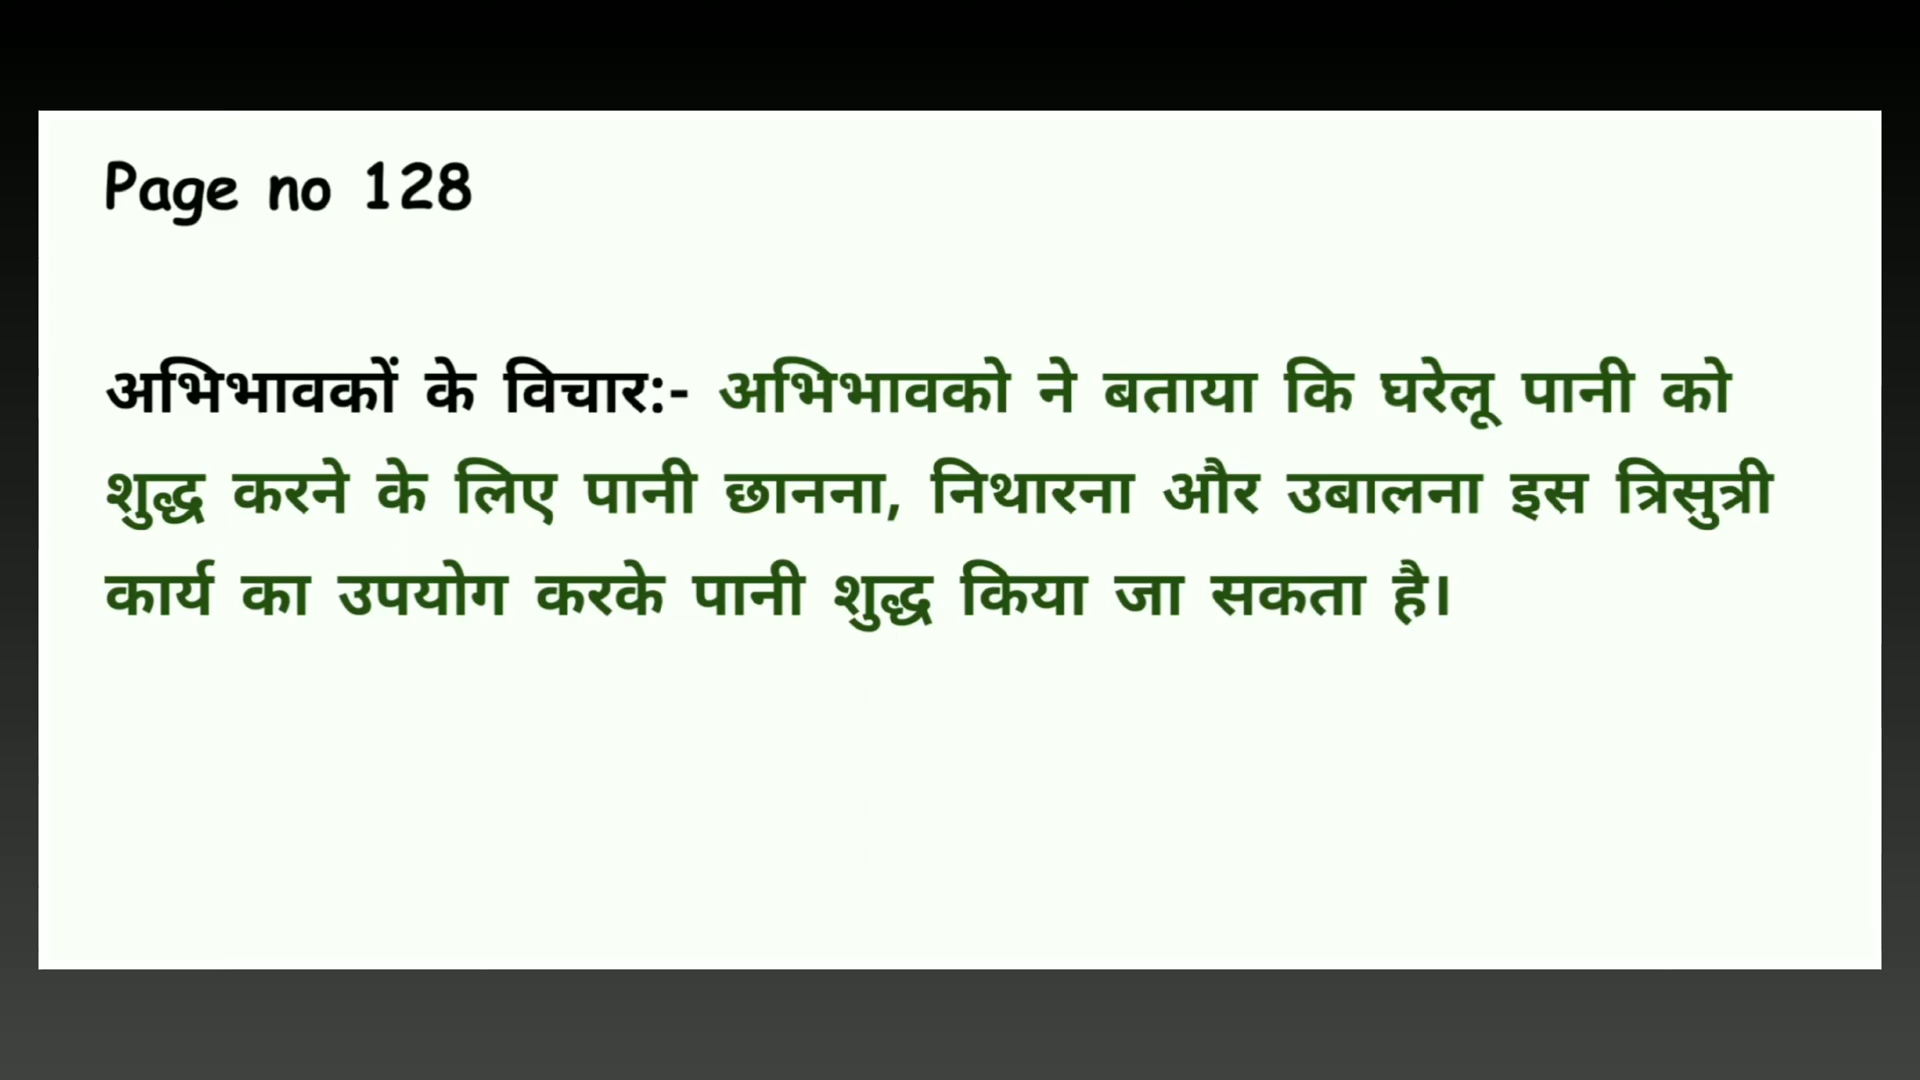 Page no 128
अभिभावकों के विचार:- अभिभावको ने बताया कि घरेलू पानी को
शुद्ध करने के लिए पानी छानना, निथारना और उबालना इस त्रिसुत्री
कार्य का उपयोग करके पानी शुद्ध किया जा सकता है।